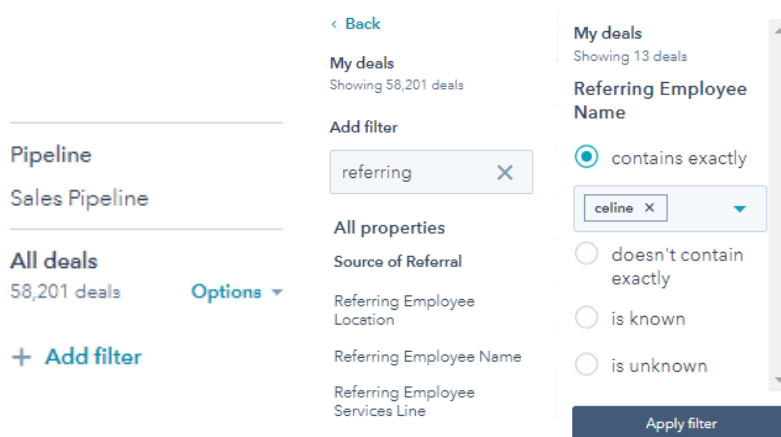 Pipeline
Sales Pipeline
All deals
58,201 deals
Options
+ Add filter
< Back
My deals
Showing 58,201 deals
Add filter
referring
All properties
Source of Referral
Referring Employee
Location
Referring Employee Name
Referring Employee
Services Line
My deals
Showing 13 deals
Referring Employee
Name
contains exactly
celine ×
doesn't contain
exactly
is known
is unknown
Apply filter